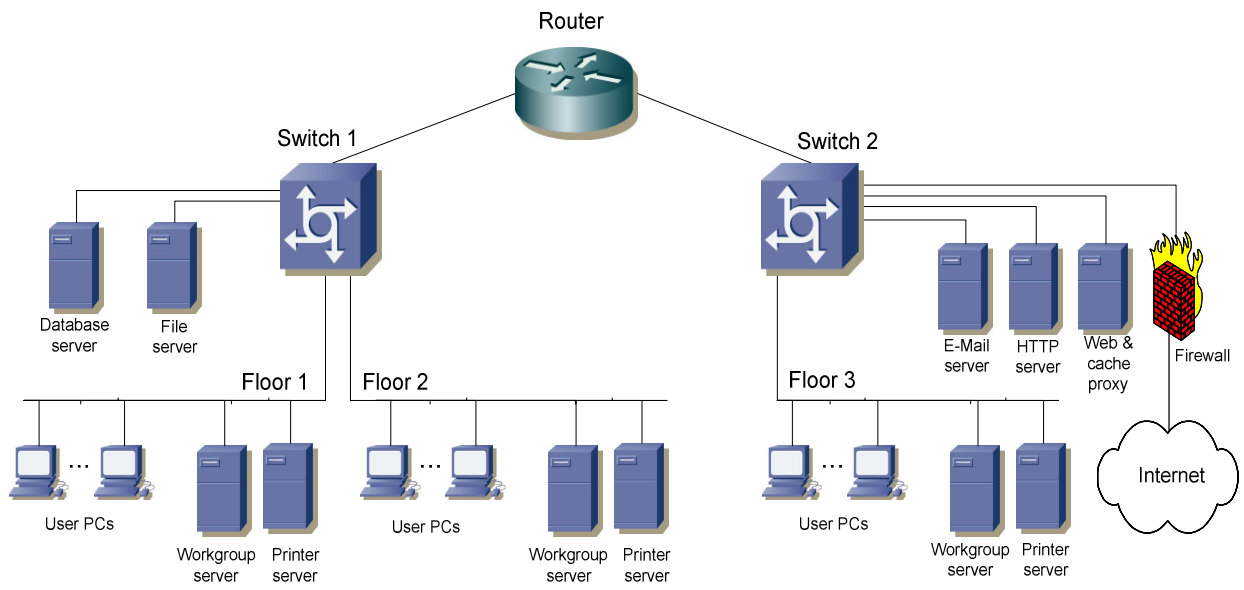 Router
Switch 1
Switch 2
Database
server
File
server
E-Mail
server
HTTP
server
Web &
cache
proxy
Firewall
Floor 1
Floor 2
Floor 3
...
...
...
Internet
User PCs
User PCs
User PCs
Workgroup
server
Printer
server
Workgroup
server
Printer
server
Workgroup
server
Printer
server